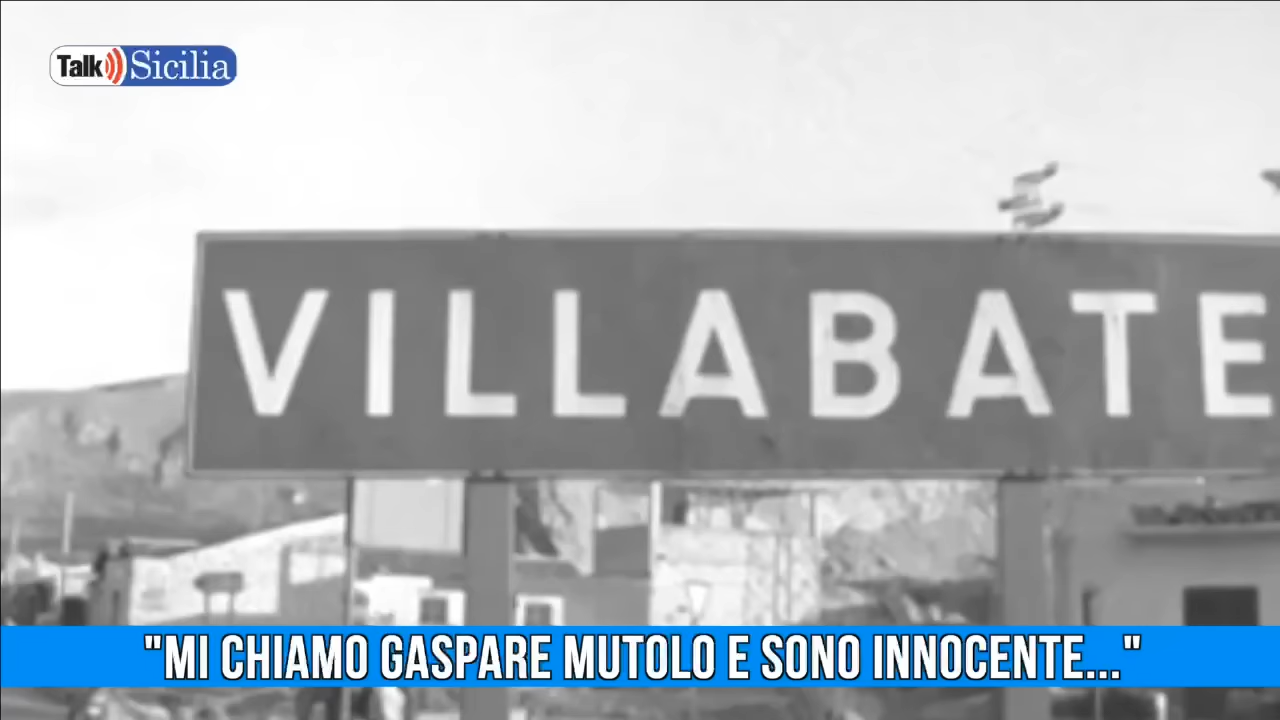 Talk Sicilia
VILLABATE
"MI CHIAMO GASPARE MUTOLO E SONO INNOCENTE..."